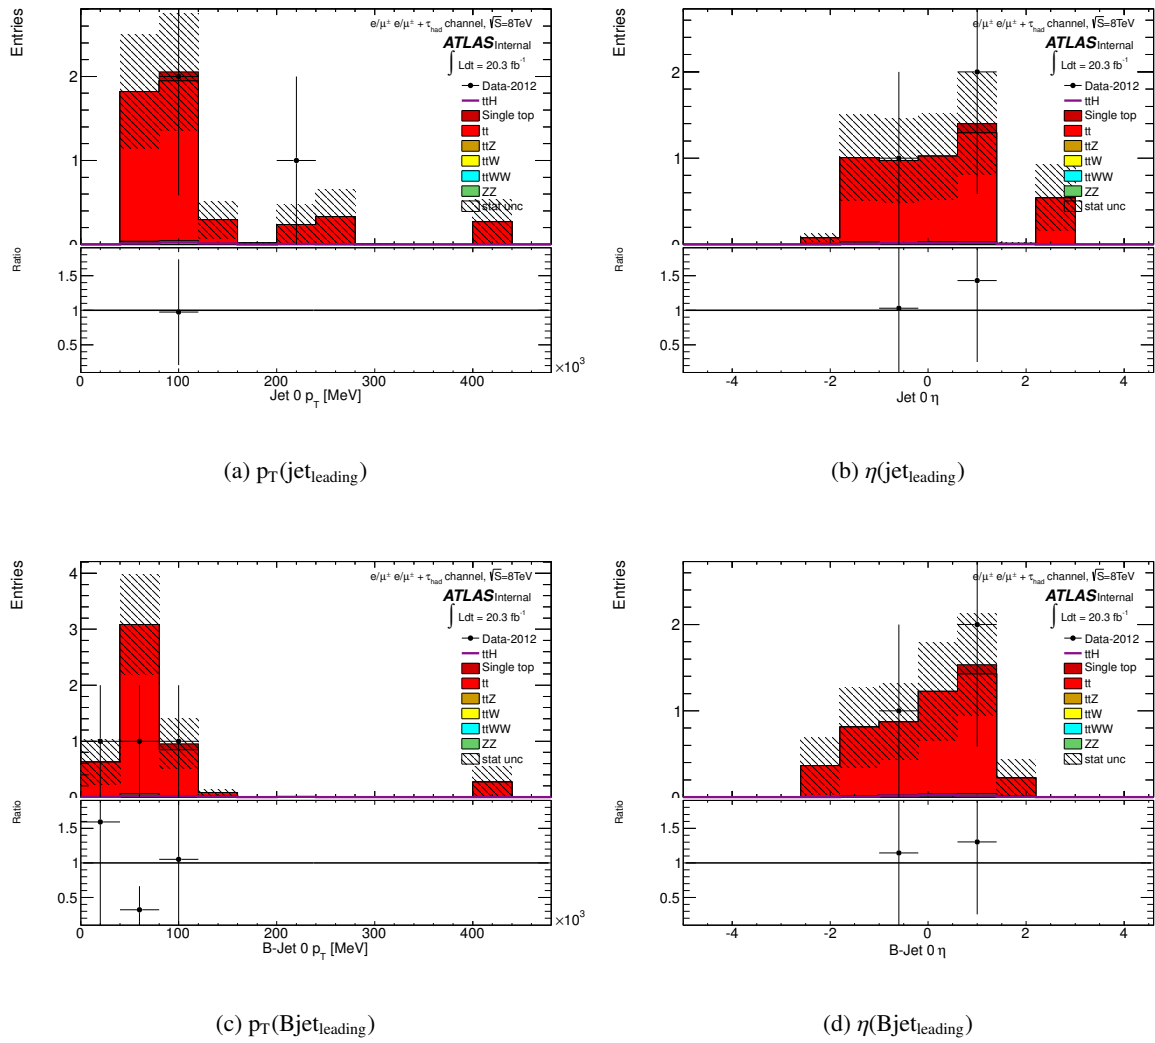 Entries
e/μ± e/μ± + τhad channel, √S=8TeV
ATLAS Internal
∫ Ldt = 20.3 fb-1
Data-2012
ttH
Single top
tt
ttZ
ttW
ttWW
ZZ
stat unc
2
1
0
Ratio
1.5
1
0.5
0 100 200 300 400
×10³
Jet 0 pT [MeV]
(a) pT(jetleading)
Entries
e/μ± e/μ± + τhad channel, √S=8TeV
ATLAS Internal
∫ Ldt = 20.3 fb-1
Data-2012
ttH
Single top
tt
ttZ
ttW
ttWW
ZZ
stat unc
2
1
0
Ratio
1.5
1
0.5
-4 -2 0 2 4
Jet 0 η
(b) η(jetleading)
Entries
e/μ± e/μ± + τhad channel, √S=8TeV
ATLAS Internal
∫ Ldt = 20.3 fb-1
Data-2012
ttH
Single top
tt
ttZ
ttW
ttWW
ZZ
stat unc
4
3
2
1
0
Ratio
1.5
1
0.5
0 100 200 300 400
×10³
B-Jet 0 pT [MeV]
(c) pT(Bjetleading)
Entries
e/μ± e/μ± + τhad channel, √S=8TeV
ATLAS Internal
∫ Ldt = 20.3 fb-1
Data-2012
ttH
Single top
tt
ttZ
ttW
ttWW
ZZ
stat unc
2
1
0
Ratio
1.5
1
0.5
-4 -2 0 2 4
B-Jet 0 η
(d) η(Bjetleading)